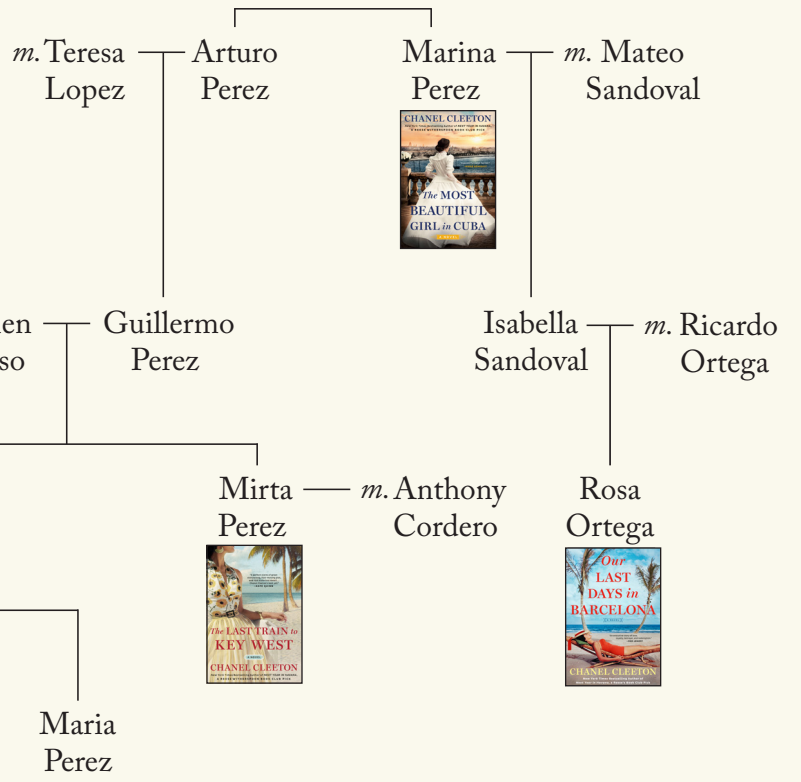 m. Teresa Lopez
Arturo Perez
Marina Perez
m. Mateo Sandoval
CHANEL CLEETON
The MOST
BEAUTIFUL
GIRL in CUBA
A NOVEL
Guillermo Perez
Isabella Sandoval
m. Ricardo Ortega
Mirta Perez
m. Anthony Cordero
Rosa Ortega
The LAST TRAIN to
KEY WEST
A NOVEL
CHANEL CLEETON
Our
LAST
DAYS in
BARCELONA
CHANEL CLEETON
Maria Perez